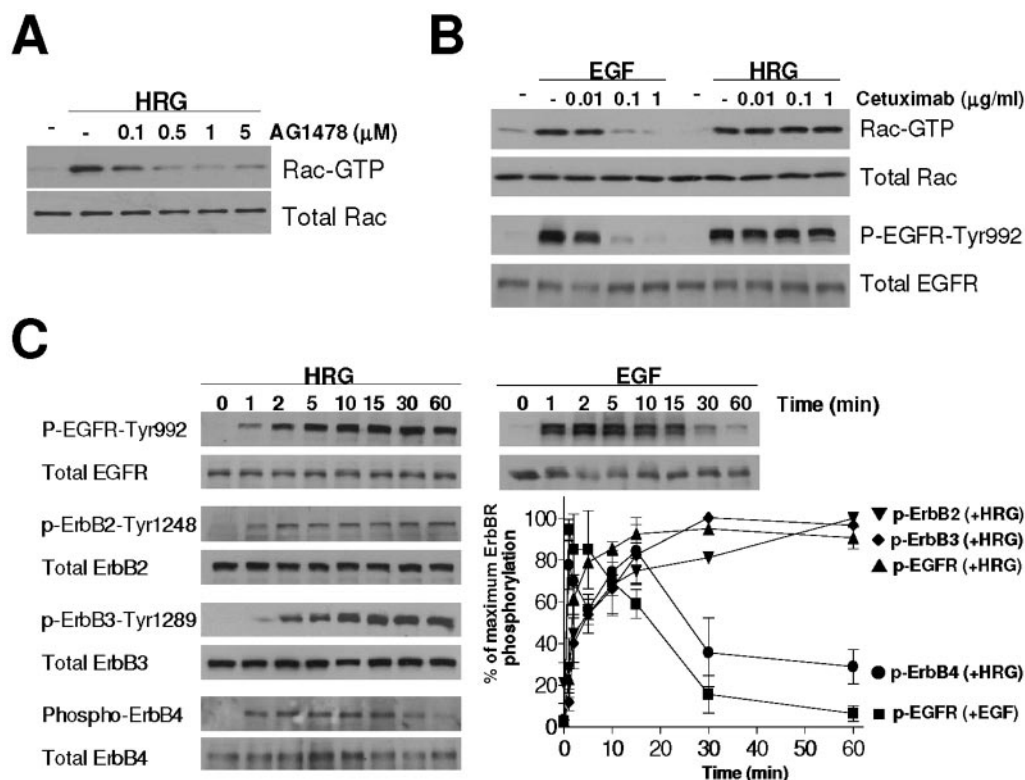 A
HRG
- - 0.1 0.5 1 5 AG1478 (μM)
Rac-GTP
Total Rac
B
EGF HRG
- - 0.01 0.1 1 - - 0.01 0.1 1 Cetuximab (μg/ml)
Rac-GTP
Total Rac
P-EGFR-Tyr992
Total EGFR
C
HRG
0 1 2 5 10 15 30 60
P-EGFR-Tyr992
Total EGFR
p-ErbB2-Tyr1248
Total ErbB2
p-ErbB3-Tyr1289
Total ErbB3
Phospho-ErbB4
Total ErbB4
EGF
0 1 2 5 10 15 30 60 Time (min)
% of maximum ErbBR
phosphorylation
100
80
60
40
20
0
0 10 20 30 40 50 60
Time (min)
p-ErbB2 (+HRG)
p-ErbB3 (+HRG)
p-EGFR (+HRG)
p-ErbB4 (+HRG)
p-EGFR (+EGF)